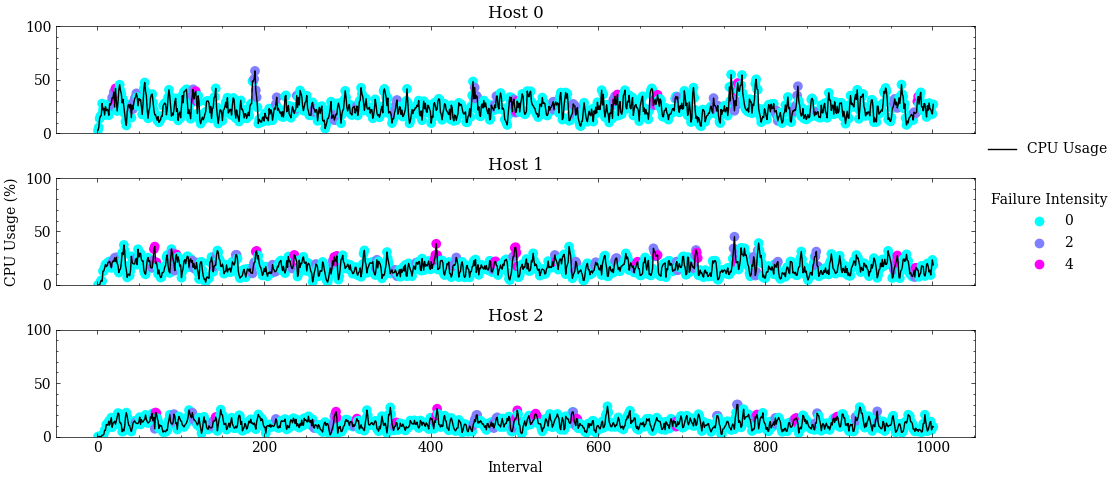 Host 0
100
50
0
Host 1
100
50
0
Host 2
100
50
0
0 200 400 600 800 1000
Interval
CPU Usage (%)
CPU Usage
Failure Intensity
0
2
4